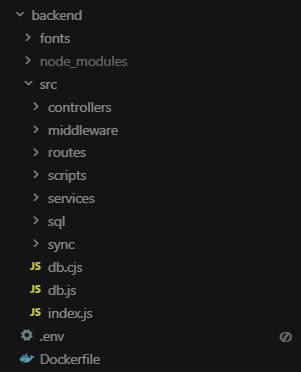 backend
fonts
node_modules
src
controllers
middleware
routes
scripts
services
sql
sync
JS db.cjs
JS db.js
JS index.js
.env
Dockerfile